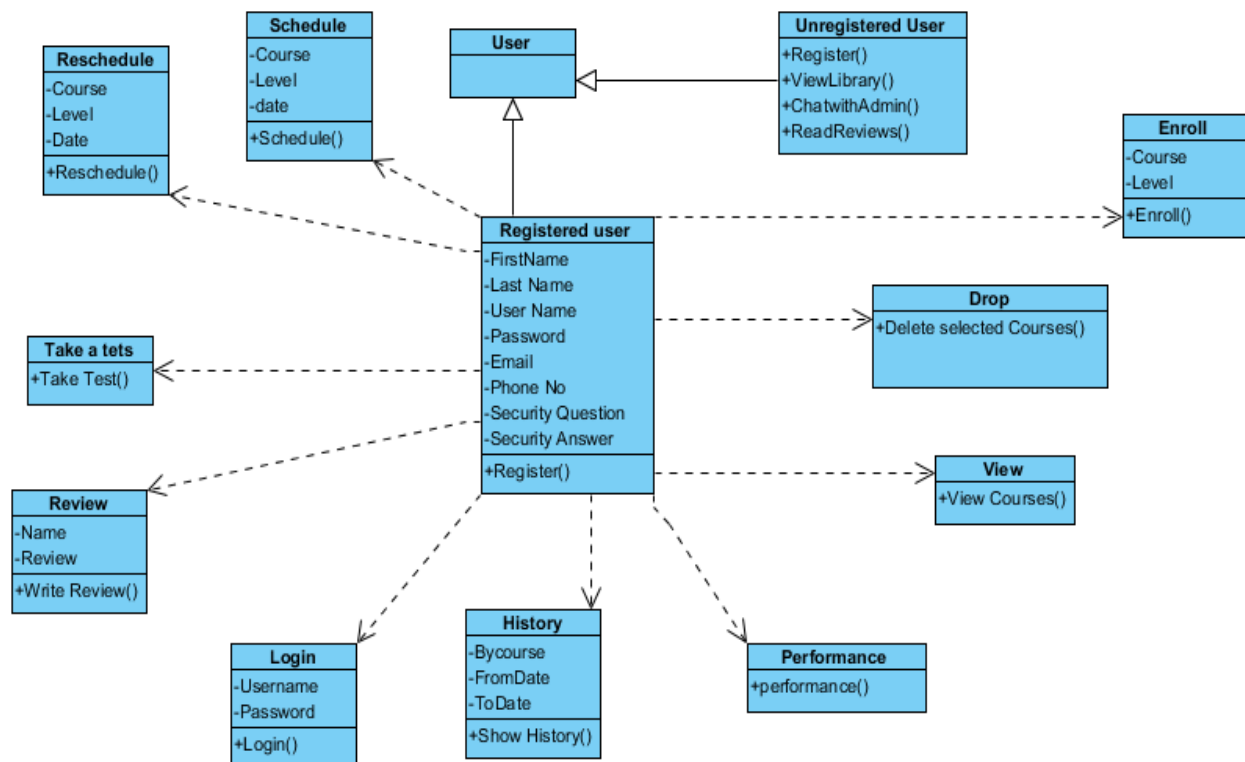 Schedule
-Course
-Level
-date
+Schedule()
User
Unregistered User
+Register()
+ViewLibrary()
+ChatwithAdmin()
+ReadReviews()
Reschedule
-Course
-Level
-Date
+Reschedule()
Enroll
-Course
-Level
+Enroll()
Registered user
-FirstName
-Last Name
-User Name
-Password
-Email
-Phone No
-Security Question
-Security Answer
+Register()
Drop
+Delete selected Courses()
Take a tets
+Take Test()
View
+View Courses()
Review
-Name
-Review
+Write Review()
Login
-Username
-Password
+Login()
History
-Bycourse
-FromDate
-ToDate
+Show History()
Performance
+performance()